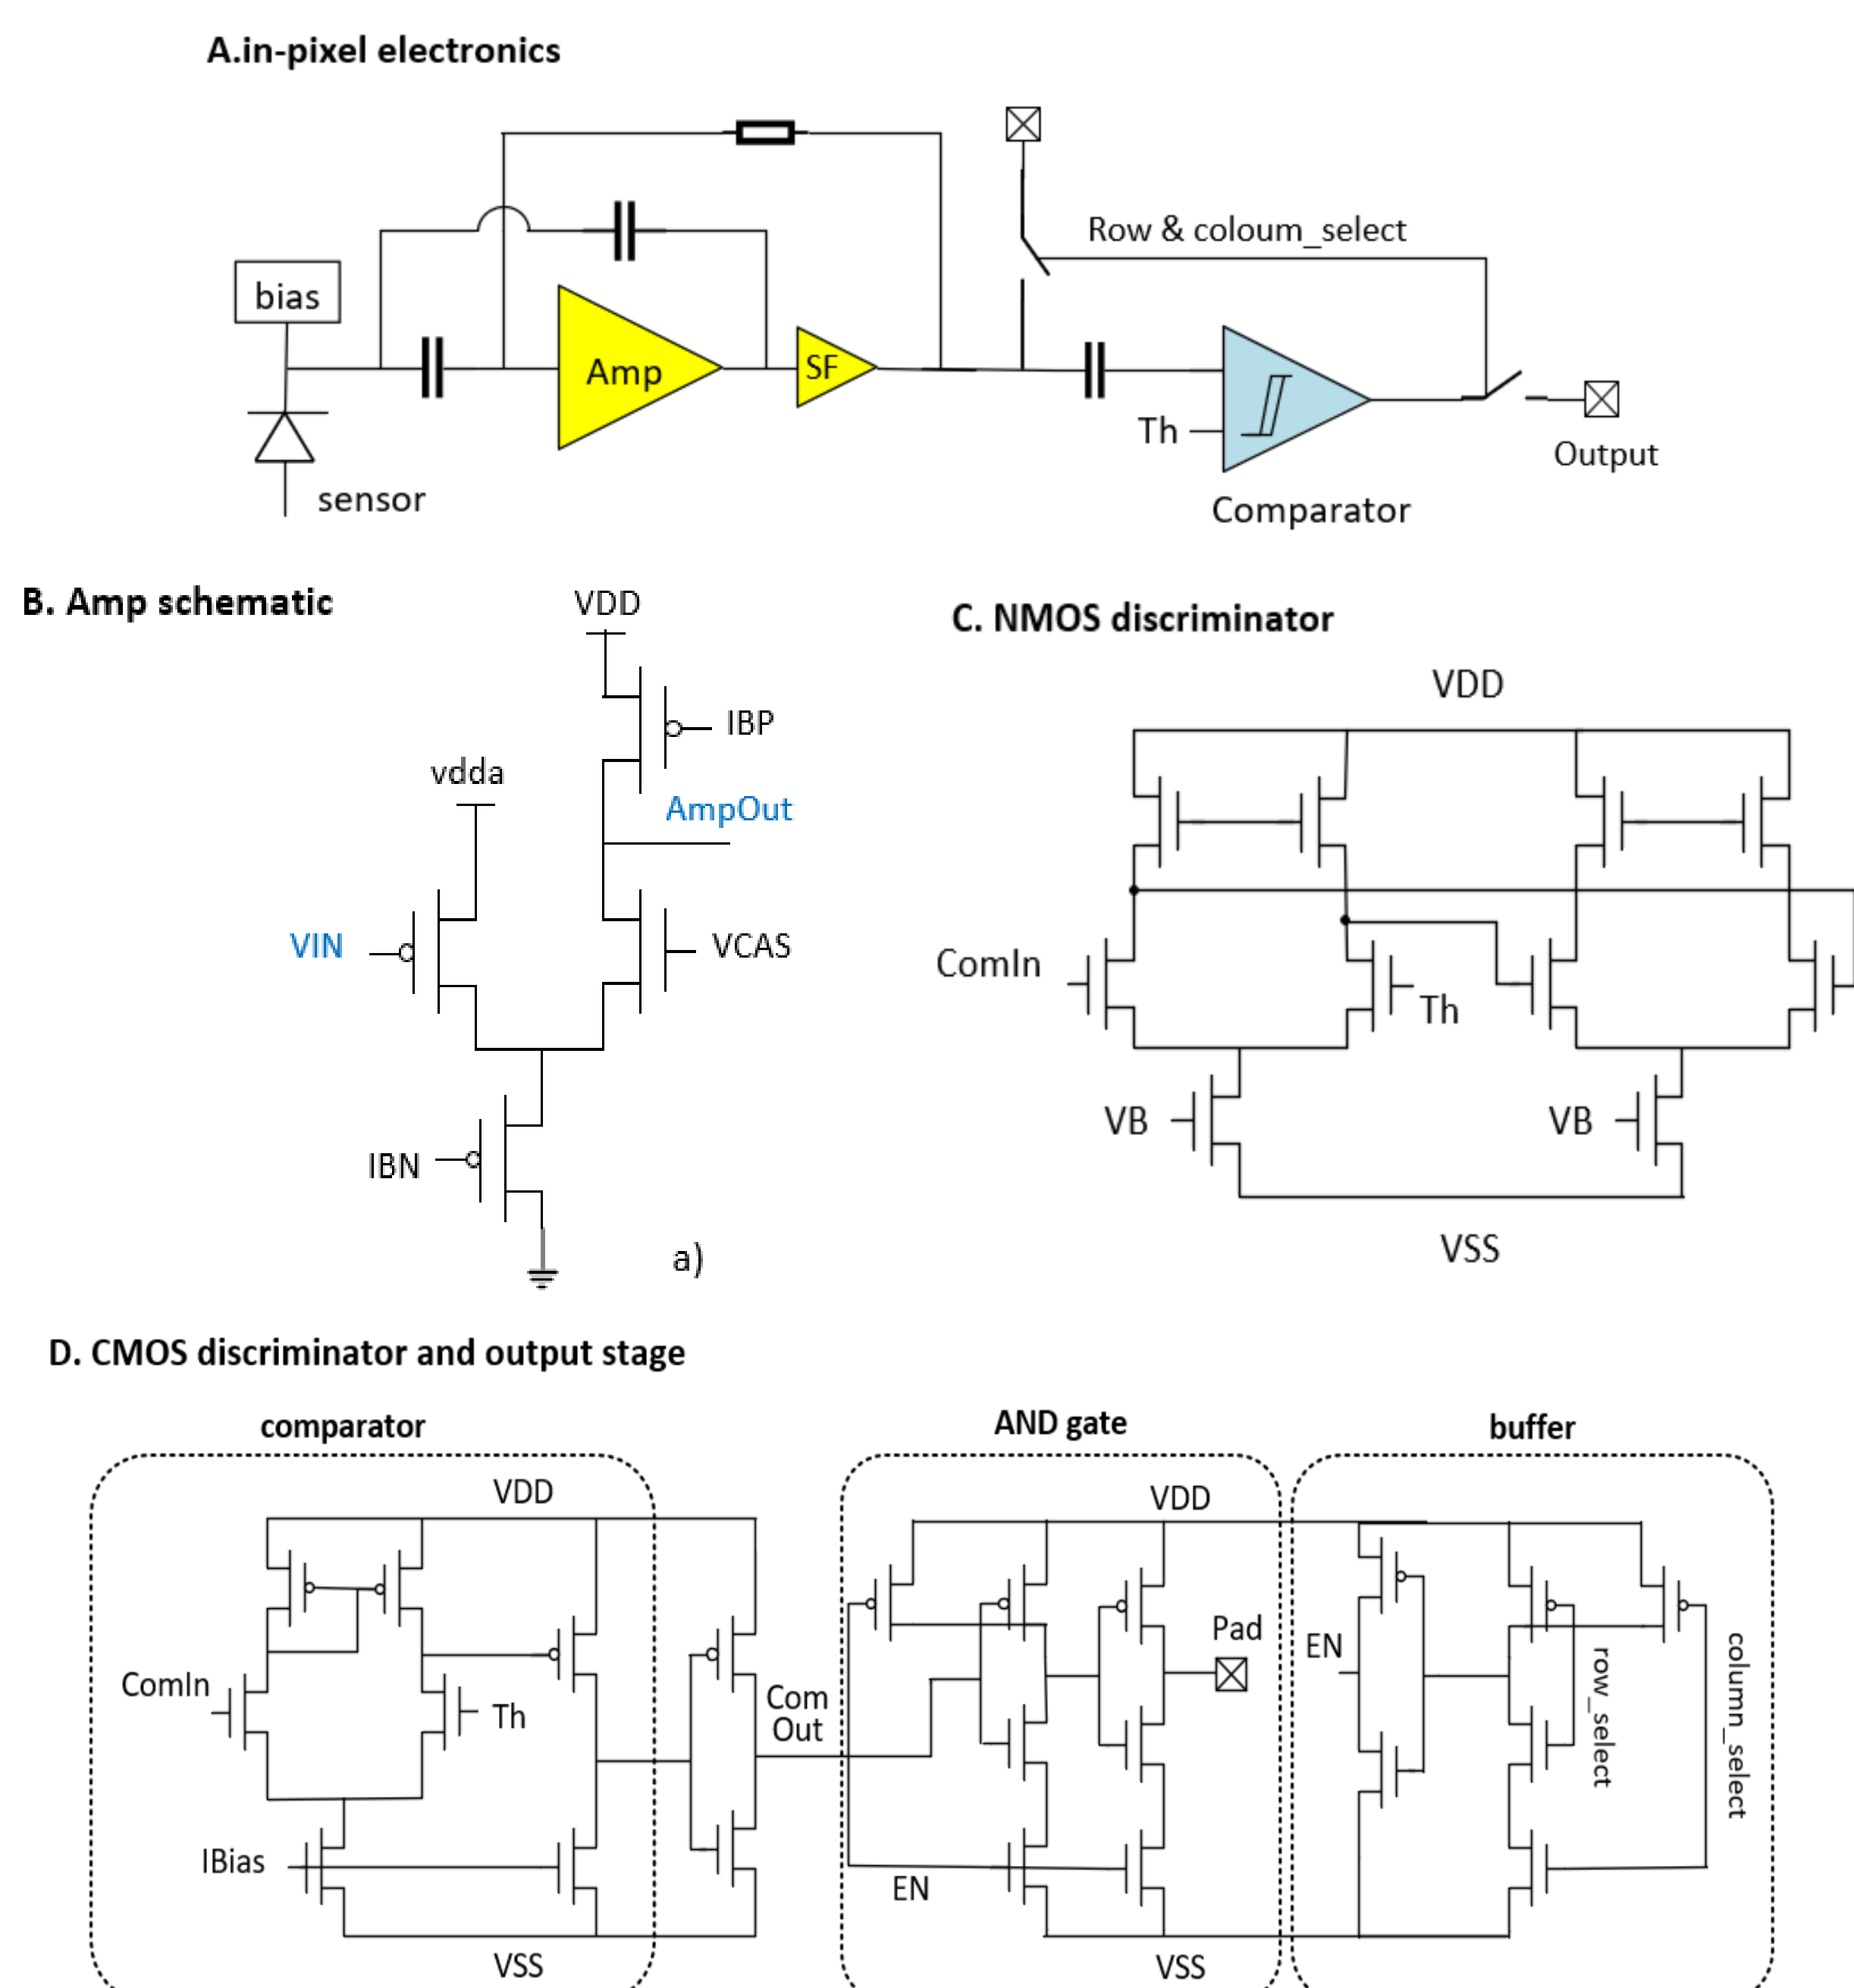 A.in-pixel electronics
Row & coloum_select
bias
Amp
SF
Th
Output
sensor
Comparator
B. Amp schematic
VDD
IBP
vdda
AmpOut
VIN
VCAS
IBN
a)
C. NMOS discriminator
VDD
ComIn
Th
VB
VB
VSS
D. CMOS discriminator and output stage
comparator
AND gate
buffer
VDD
VDD
Pad
EN
row_select
column_select
ComIn
Th
Com
Out
IBias
EN
VSS
VSS